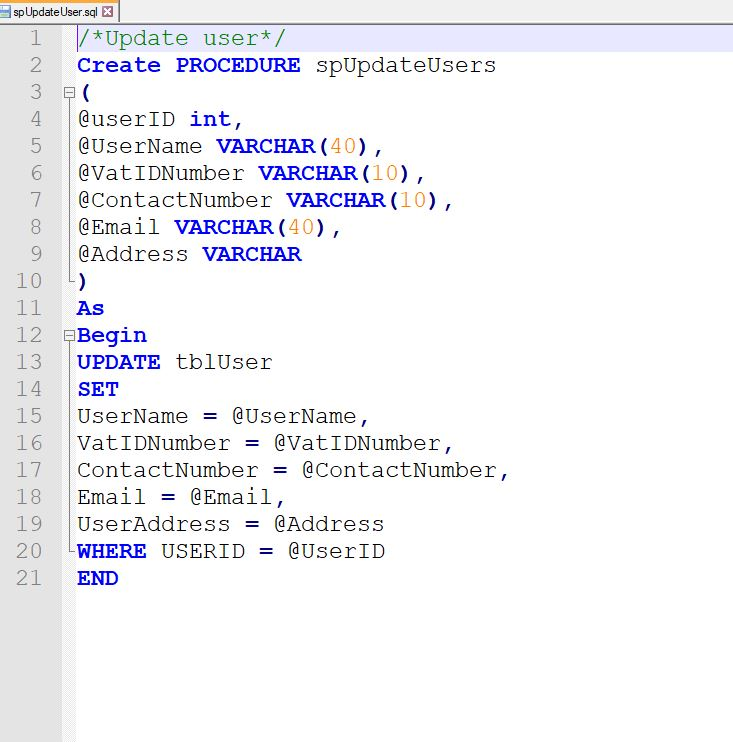 spUpdateUser.sql
1 /*Update user*/
2 Create PROCEDURE spUpdateUsers
3 (
4 @userID int,
5 @UserName VARCHAR(40),
6 @VatIDNumber VARCHAR(10),
7 @ContactNumber VARCHAR(10),
8 @Email VARCHAR(40),
9 @Address VARCHAR
10 )
11 As
12 Begin
13 UPDATE tblUser
14 SET
15 UserName = @UserName,
16 VatIDNumber = @VatIDNumber,
17 ContactNumber = @ContactNumber,
18 Email = @Email,
19 UserAddress = @Address
20 WHERE USERID = @UserID
21 END